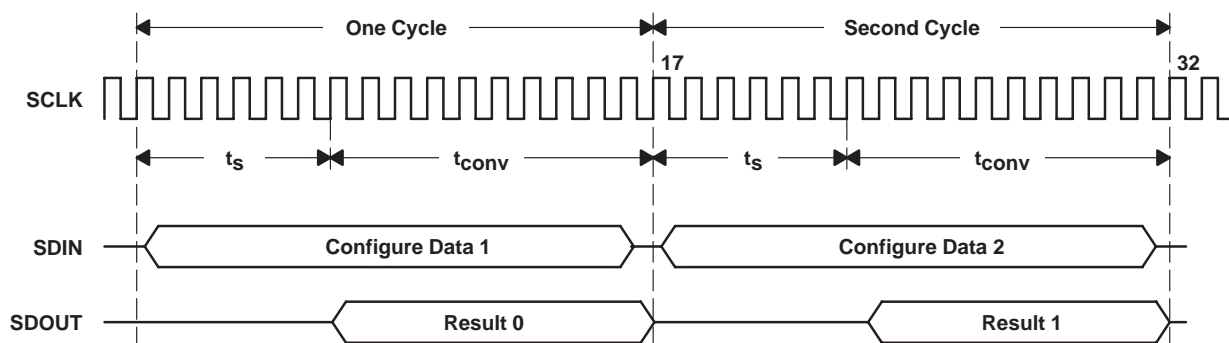 One Cycle Second Cycle
17 32
SCLK
ts tconv ts tconv
SDIN Configure Data 1 Configure Data 2
SDOUT Result 0 Result 1